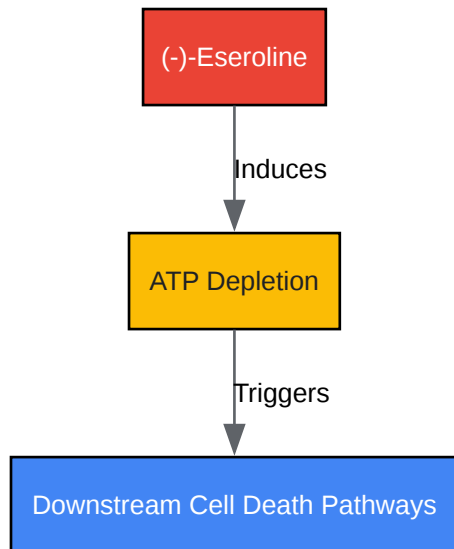 (-)-Eseroline
Induces
ATP Depletion
Triggers
Downstream Cell Death Pathways